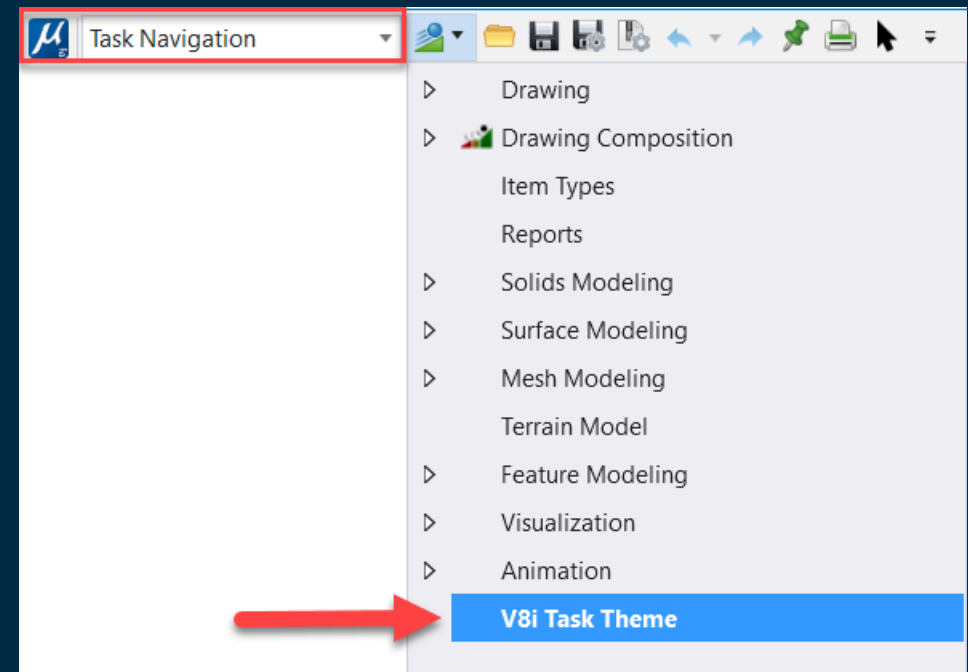 Task Navigation
Drawing
Drawing Composition
Item Types
Reports
Solids Modeling
Surface Modeling
Mesh Modeling
Terrain Model
Feature Modeling
Visualization
Animation
V8i Task Theme